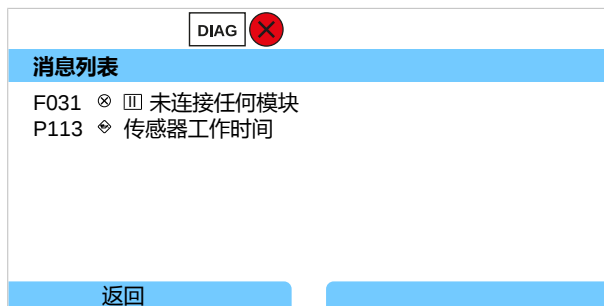 DIAG
消息列表
F031 ⊗ Ⅱ 未连接任何模块
P113 传感器工作时间
返回